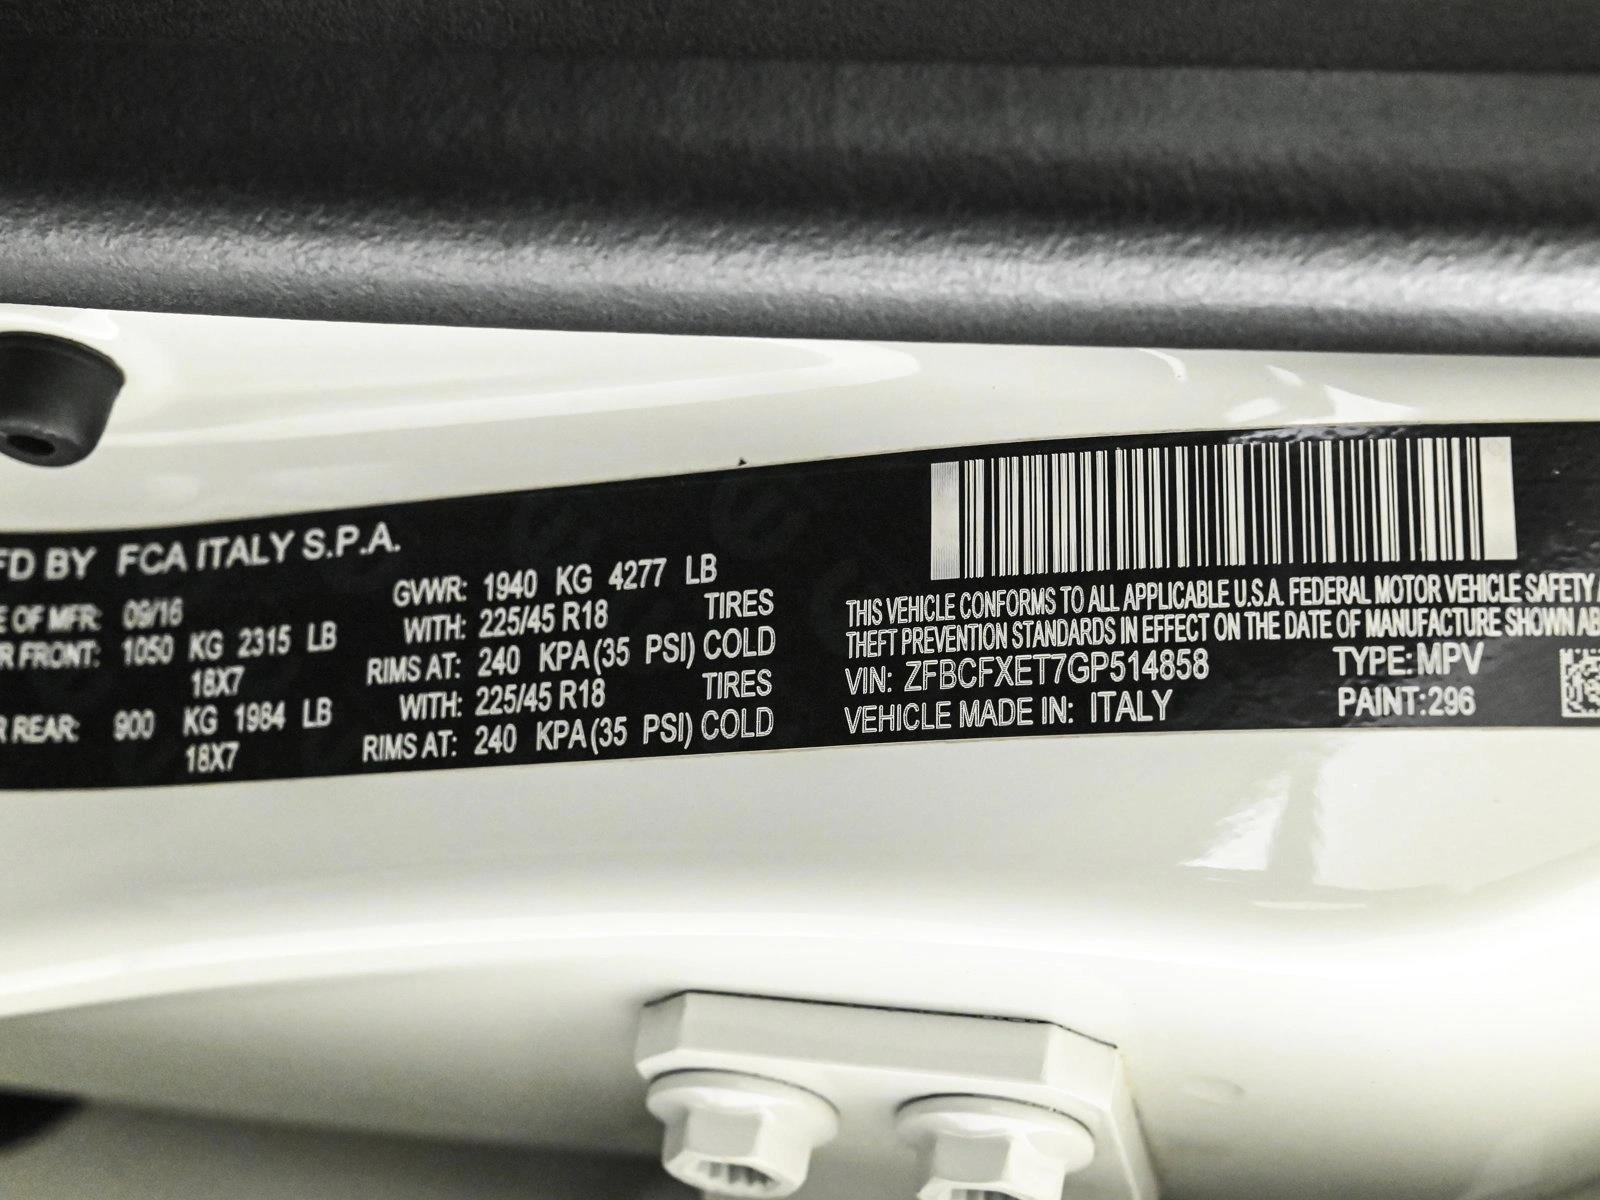 FD BY FCA ITALY S.P.A.
E OF MFR: 09/16
GVWR: 1940 KG 4277 LB
R FRONT: 1050 KG 2315 LB
WITH: 225/45 R18 TIRES
18X7
RIMS AT: 240 KPA(35 PSI) COLD
R REAR: 900 KG 1984 LB
WITH: 225/45 R18 TIRES
18X7
RIMS AT: 240 KPA(35 PSI) COLD
THIS VEHICLE CONFORMS TO ALL APPLICABLE U.S.A. FEDERAL MOTOR VEHICLE SAFETY A
THEFT PREVENTION STANDARDS IN EFFECT ON THE DATE OF MANUFACTURE SHOWN AB
VIN: ZFBCFXET7GP514858 TYPE: MPV
VEHICLE MADE IN: ITALY PAINT: 296